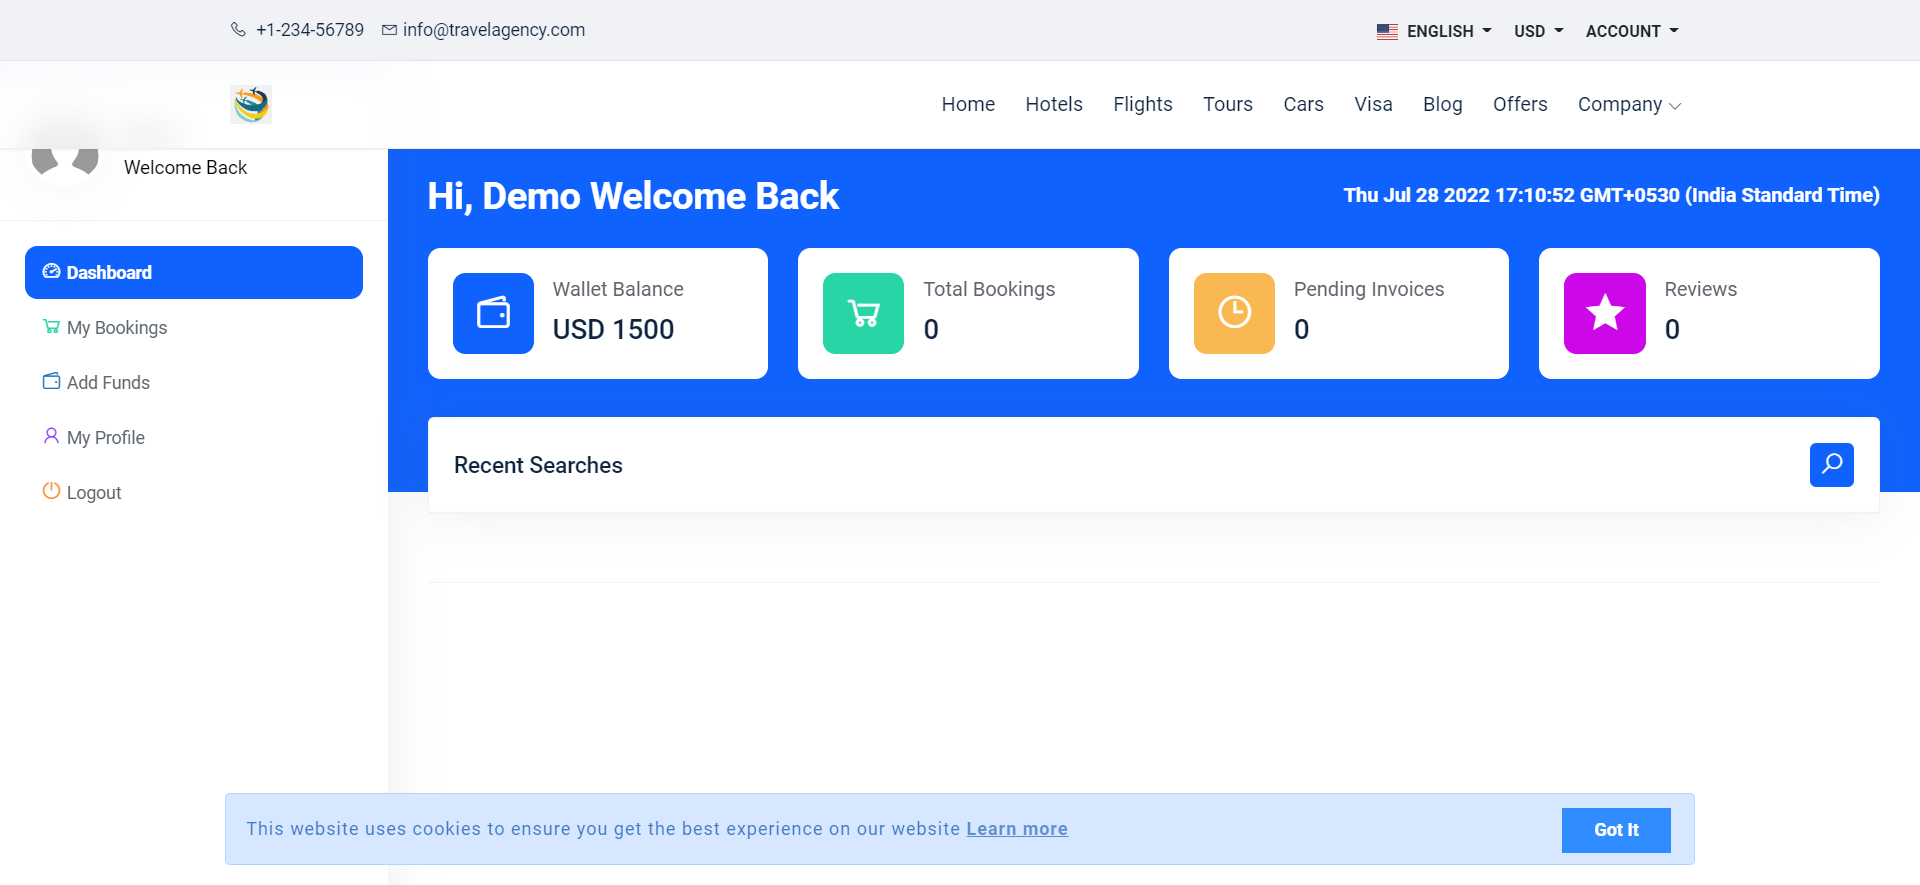 +1-234-56789 info@travelagency.com ENGLISH USD ACCOUNT
Home Hotels Flights Tours Cars Visa Blog Offers Company
Welcome Back
Dashboard
My Bookings
Add Funds
My Profile
Logout
Hi, Demo Welcome Back
Thu Jul 28 2022 17:10:52 GMT+0530 (India Standard Time)
Wallet Balance
USD 1500
Total Bookings
0
Pending Invoices
0
Reviews
0
Recent Searches
This website uses cookies to ensure you get the best experience on our website Learn more
Got It